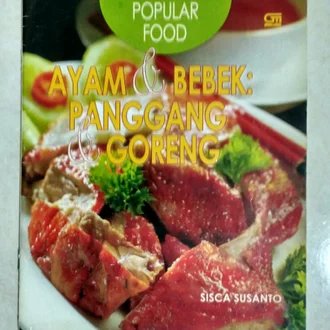 POPULAR
FOOD
AYAM & BEBEK:
PANGGANG
& GORENG
SISCA SUSANTO